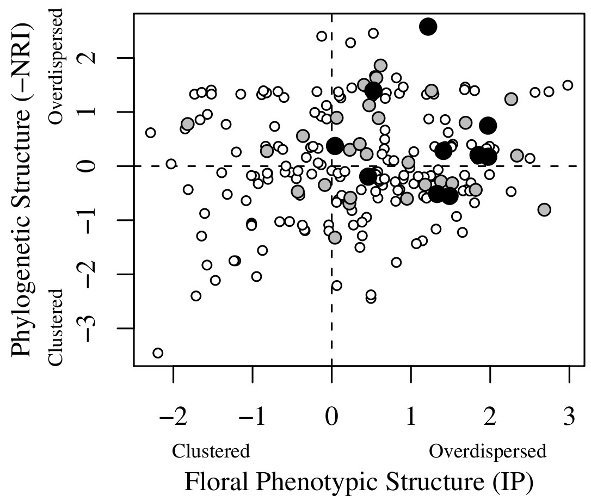 Phylogenetic Structure (−NRI)
Clustered
Overdispersed
2
1
0
−1
−2
−3
−2
−1
0
1
2
3
Clustered
Overdispersed
Floral Phenotypic Structure (IP)